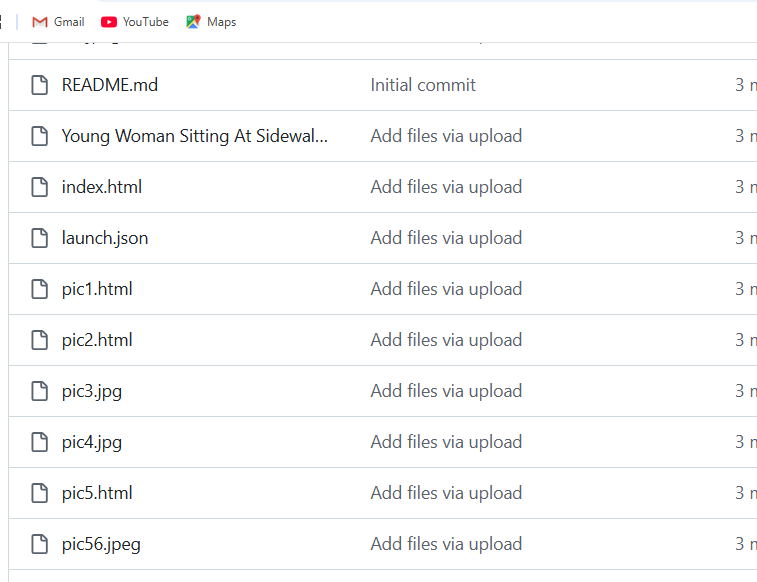 Gmail YouTube Maps
README.md Initial commit 3
Young Woman Sitting At Sidewal... Add files via upload 3
index.html Add files via upload 3
launch.json Add files via upload 3
pic1.html Add files via upload 3
pic2.html Add files via upload 3
pic3.jpg Add files via upload 3
pic4.jpg Add files via upload 3
pic5.html Add files via upload 3
pic56.jpeg Add files via upload 3